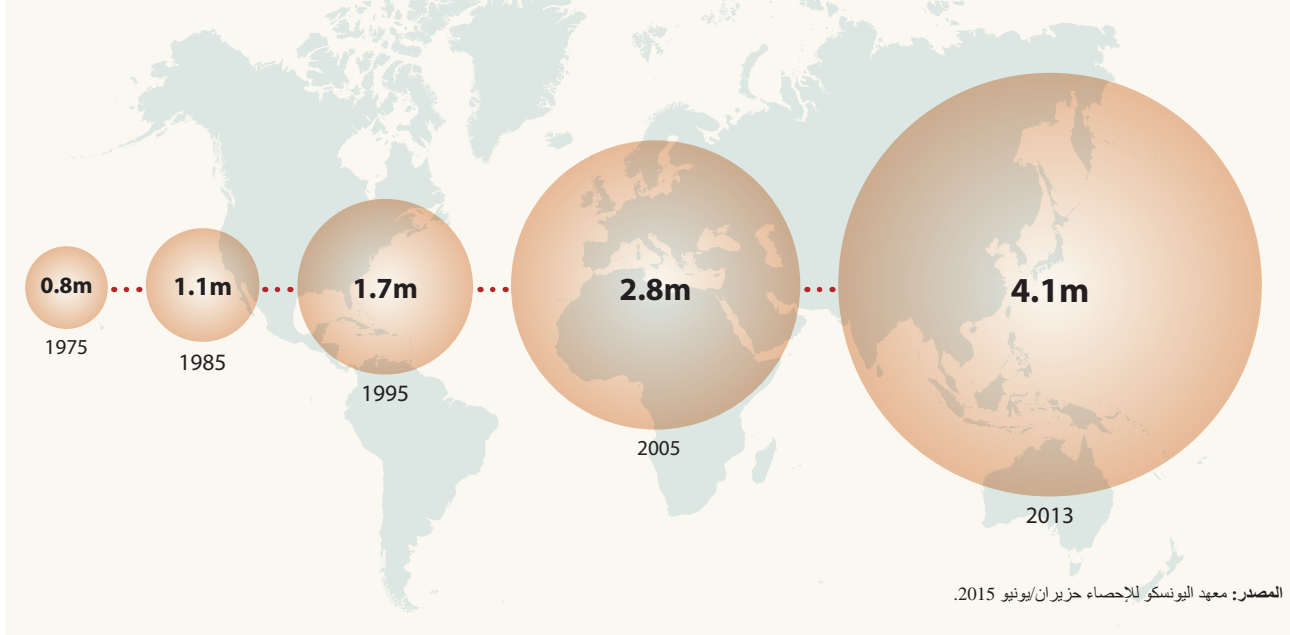 0.8m
1975
1.1m
1985
1.7m
1995
2.8m
2005
4.1m
2013
المصدر: معهد اليونسكو للإحصاء حزيران/يونيو 2015.